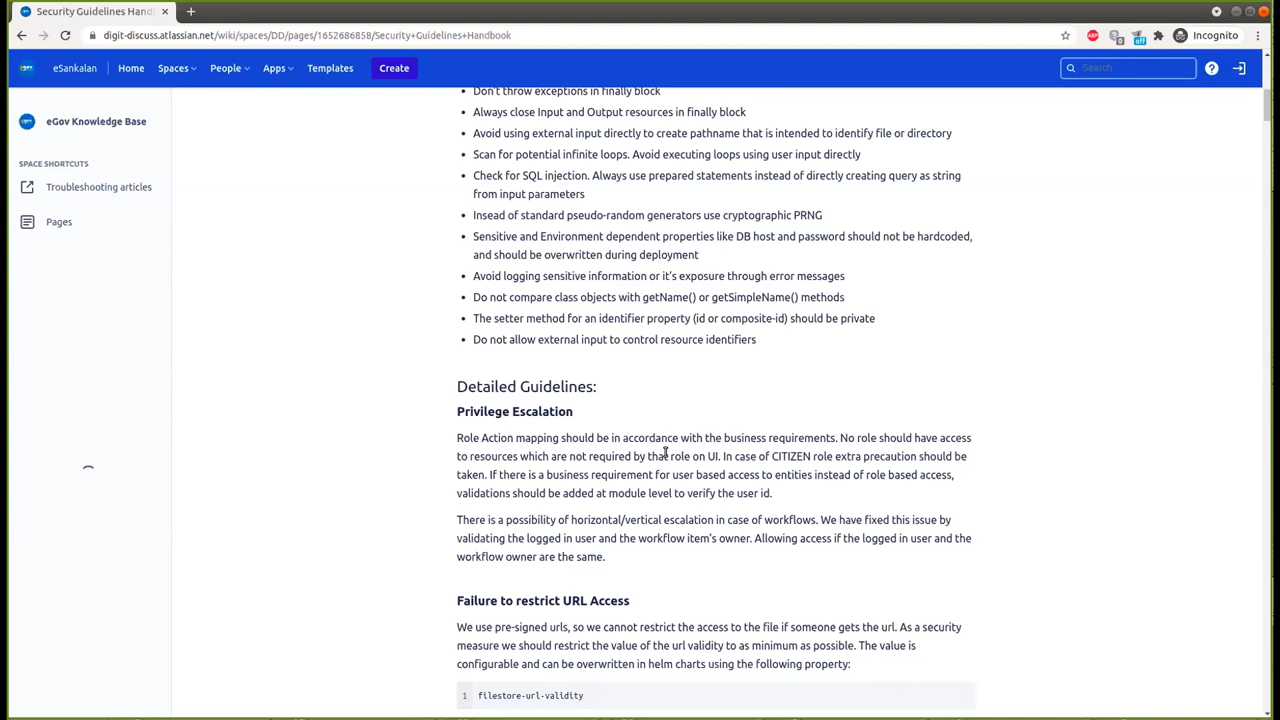 Security Guidelines Hand
digit-discuss.atlassian.net/wiki/spaces/DD/pages/1652686858/Security+Guidelines+Handbook
ABP
off
Incognito
eSankalan
Home
Spaces
People
Apps
Templates
Create
Search
eGov Knowledge Base
SPACE SHORTCUTS
Troubleshooting articles
Pages
Don't throw exceptions in finally block
Always close Input and Output resources in finally block
Avoid using external input directly to create pathname that is intended to identify file or directory
Scan for potential infinite loops. Avoid executing loops using user input directly
Check for SQL injection. Always use prepared statements instead of directly creating query as string
from input parameters
Insead of standard pseudo-random generators use cryptographic PRNG
Sensitive and Environment dependent properties like DB host and password should not be hardcoded,
and should be overwritten during deployment
Avoid logging sensitive information or it's exposure through error messages
Do not compare class objects with getName() or getSimpleName() methods
The setter method for an identifier property (id or composite-id) should be private
Do not allow external input to control resource identifiers
Detailed Guidelines:
Privilege Escalation
Role Action mapping should be in accordance with the business requirements. No role should have access
to resources which are not required by that role on UI. In case of CITIZEN role extra precaution should be
taken. If there is a business requirement for user based access to entities instead of role based access,
validations should be added at module level to verify the user id.
There is a possibility of horizontal/vertical escalation in case of workflows. We have fixed this issue by
validating the logged in user and the workflow item's owner. Allowing access if the logged in user and the
workflow owner are the same.
Failure to restrict URL Access
We use pre-signed urls, so we cannot restrict the access to the file if someone gets the url. As a security
measure we should restrict the value of the url validity to as minimum as possible. The value is
configurable and can be overwritten in helm charts using the following property:
1 filestore-url-validity